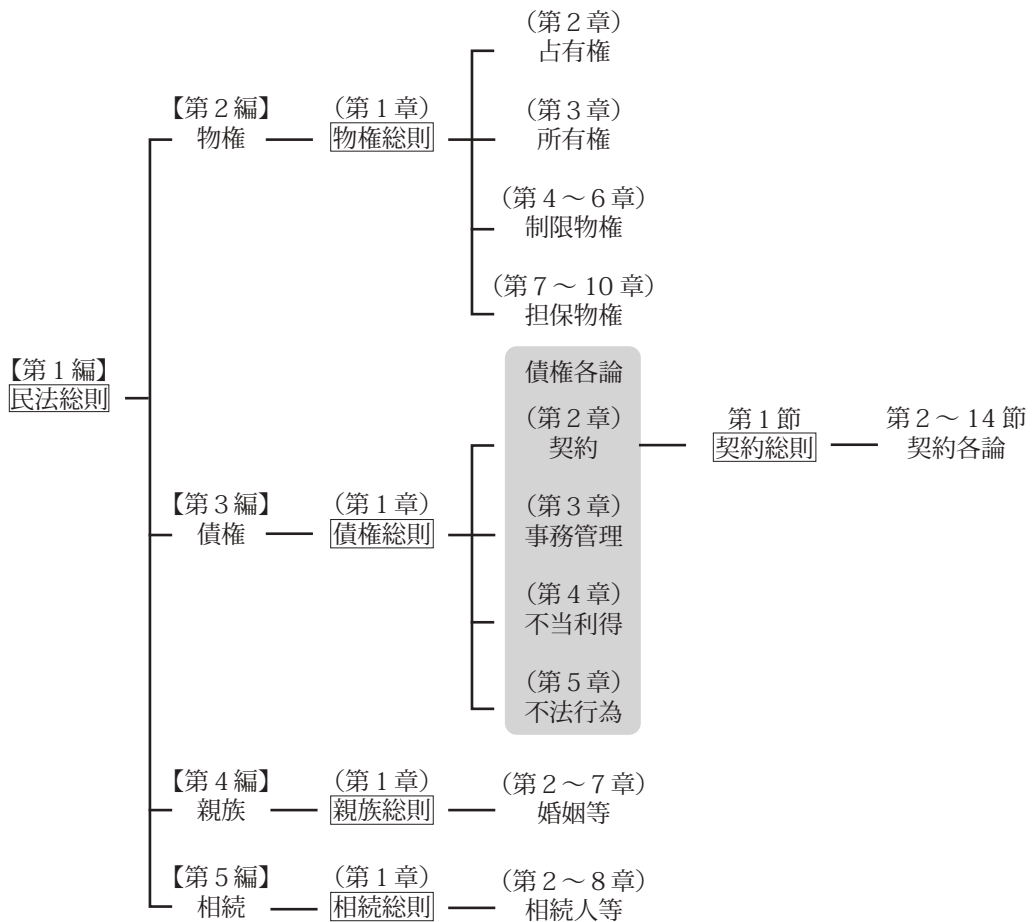 【第１編】
民法総則
【第２編】
物権
（第１章）
物権総則
（第２章）
占有権
（第３章）
所有権
（第４～６章）
制限物権
（第７～10章）
担保物権
【第３編】
債権
（第１章）
債権総則
債権各論
（第２章）
契約
第１節
契約総則
第２～14節
契約各論
（第３章）
事務管理
（第４章）
不当利得
（第５章）
不法行為
【第４編】
親族
（第１章）
親族総則
（第２～７章）
婚姻等
【第５編】
相続
（第１章）
相続総則
（第２～８章）
相続人等